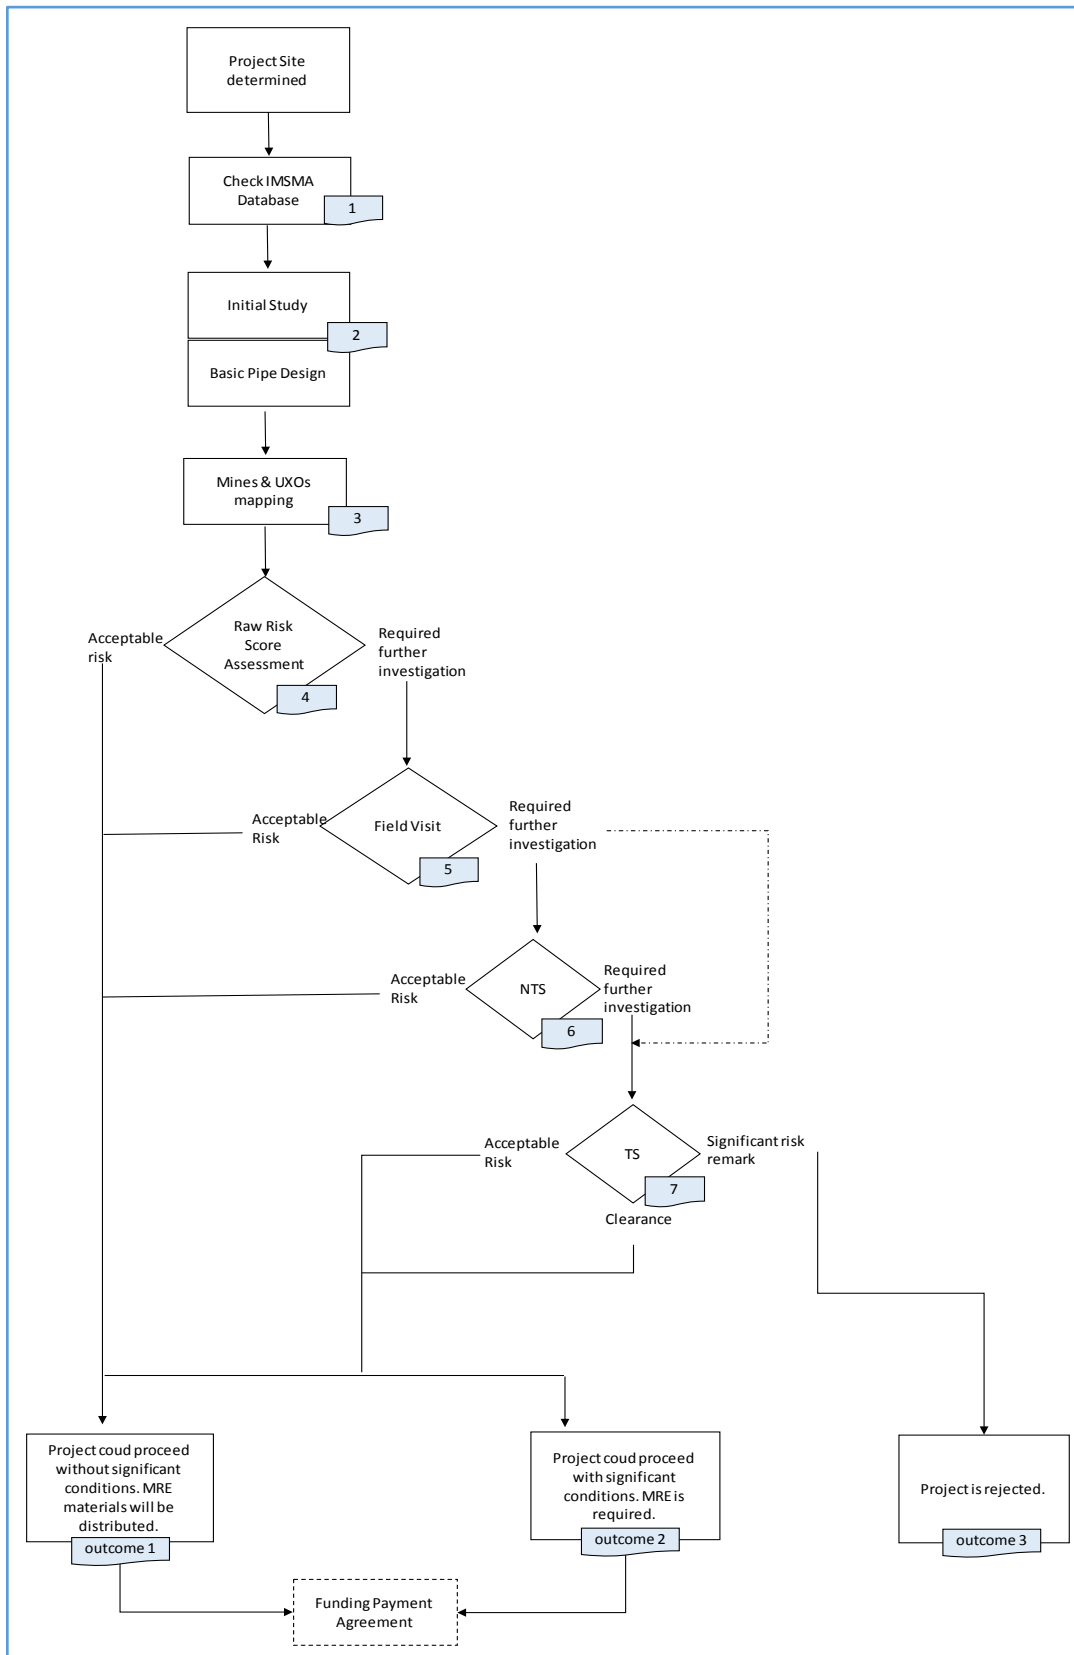 Project Site
determined
Check IMSMA
Database
1
Initial Study
2
Basic Pipe Design
Mines & UXOs
mapping
3
Acceptable
risk
Raw Risk
Score
Assessment
4
Required
further
investigation
Acceptable
Risk
Field Visit
5
Required
further
investigation
Acceptable
Risk
NTS
6
Required
further
investigation
Acceptable
Risk
TS
7
Significant risk
remark
Clearance
Project coud proceed
without significant
conditions. MRE
materials will be
distributed.
outcome 1
Project coud proceed
with significant
conditions. MRE is
required.
outcome 2
Project is rejected.
outcome 3
Funding Payment
Agreement